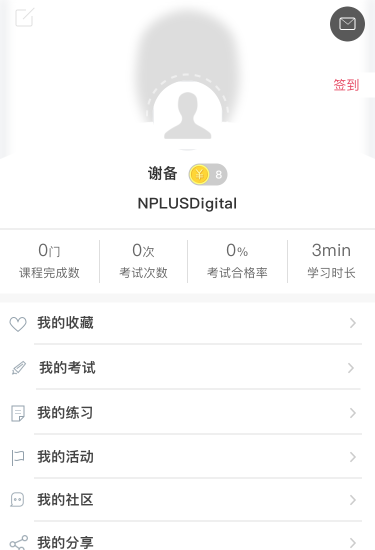 签到
谢备 ¥ 8
NPLUSDigital
0门 0次 0% 3min
课程完成数 考试次数 考试合格率 学习时长
我的收藏
我的考试
我的练习
我的活动
我的社区
我的分享